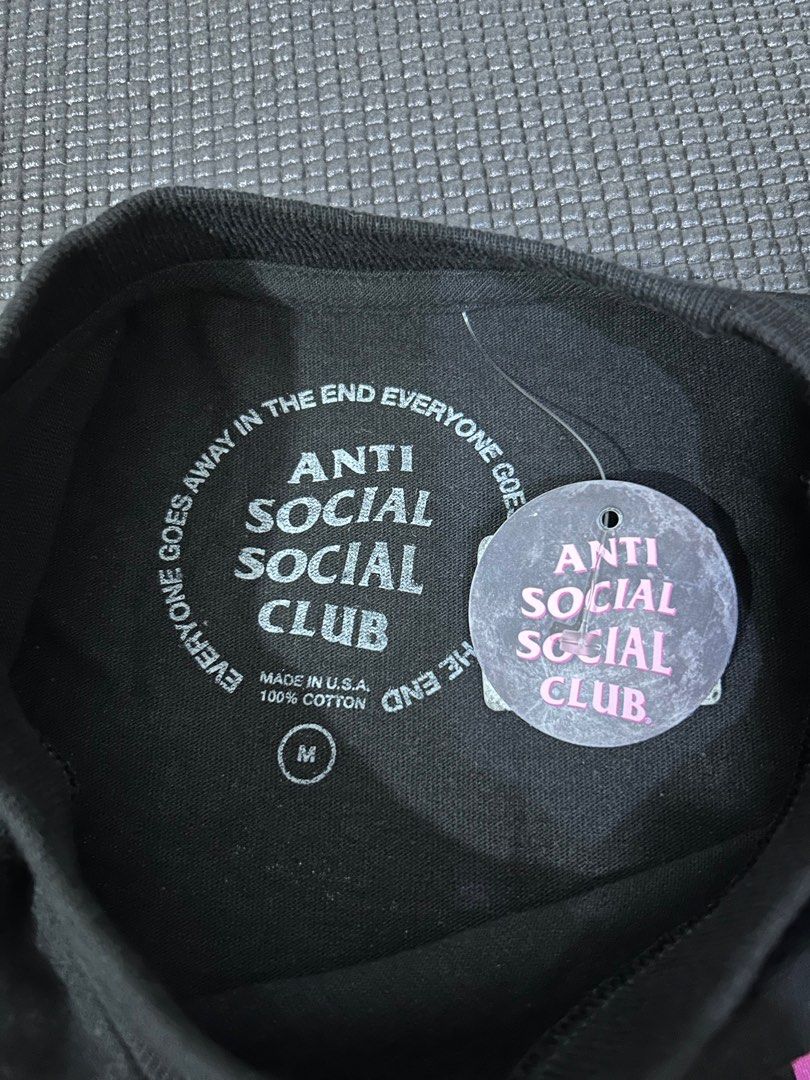 EVERYONE GOES AWAY IN THE END EVERYONE GOES
HE END
ANTI
SOCIAL
SOCIAL
CLUB
MADE IN U.S.A.
100% COTTON
M
ANTI
SOCIAL
SOCIAL
CLUB®